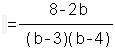 = 8-2b / (b-3)(b-4)